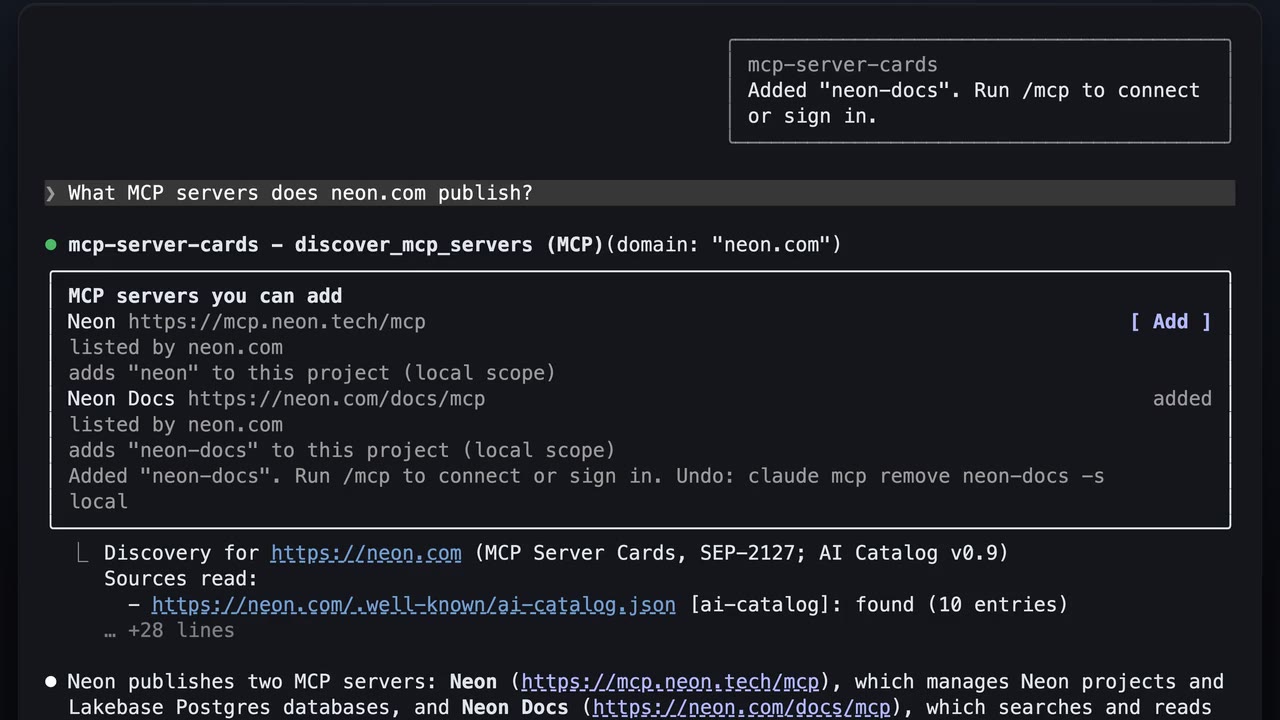 mcp-server-cards
Added "neon-docs". Run /mcp to connect
or sign in.
❯ What MCP servers does neon.com publish?
● mcp-server-cards - discover_mcp_servers (MCP)(domain: "neon.com")
MCP servers you can add
Neon https://mcp.neon.tech/mcp [ Add ]
listed by neon.com
adds "neon" to this project (local scope)
Neon Docs https://neon.com/docs/mcp added
listed by neon.com
adds "neon-docs" to this project (local scope)
Added "neon-docs". Run /mcp to connect or sign in. Undo: claude mcp remove neon-docs -s
local
Discovery for https://neon.com (MCP Server Cards, SEP-2127; AI Catalog v0.9)
Sources read:
- https://neon.com/.well-known/ai-catalog.json [ai-catalog]: found (10 entries)
… +28 lines
● Neon publishes two MCP servers: Neon (https://mcp.neon.tech/mcp), which manages Neon projects and
Lakebase Postgres databases, and Neon Docs (https://neon.com/docs/mcp), which searches and reads